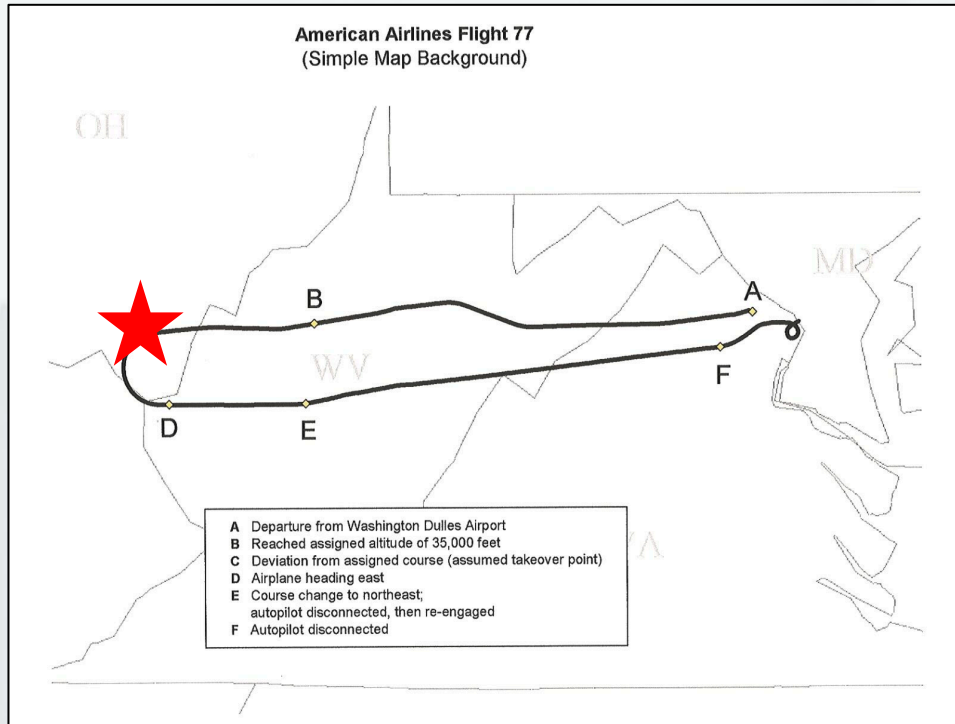 American Airlines Flight 77
(Simple Map Background)
OH
MD
A
B
WV
F
D
E
VA
A Departure from Washington Dulles Airport
B Reached assigned altitude of 35,000 feet
C Deviation from assigned course (assumed takeover point)
D Airplane heading east
E Course change to northeast;
autopilot disconnected, then re-engaged
F Autopilot disconnected